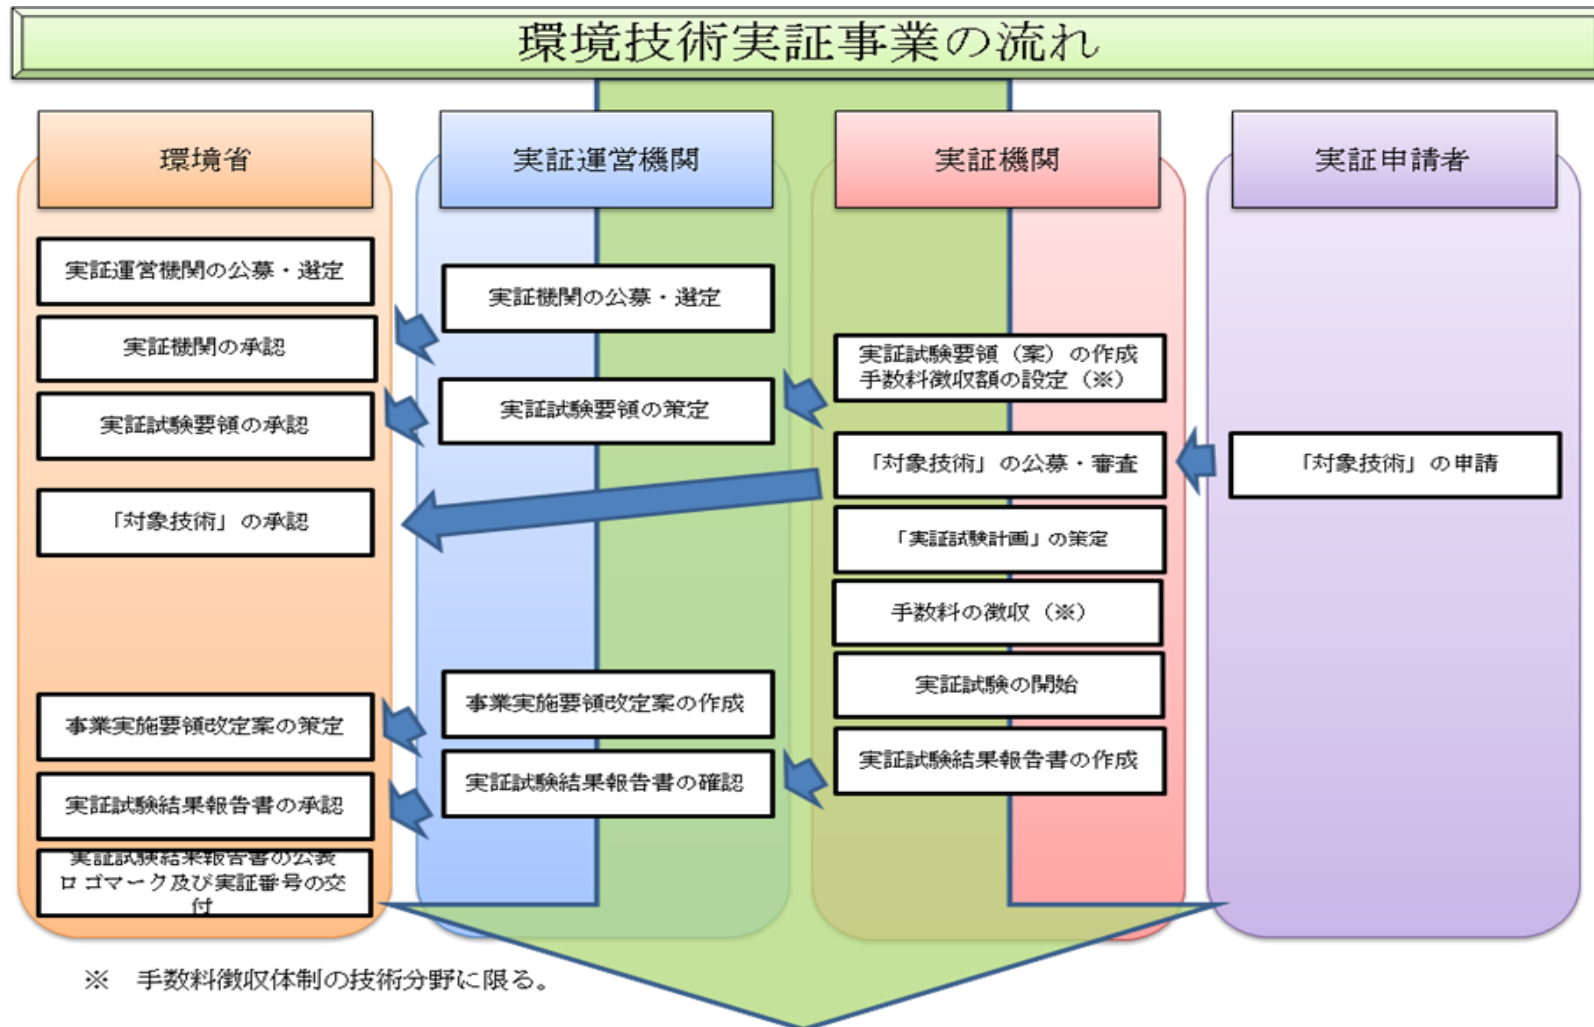 環境技術実証事業の流れ
環境省
実証運営機関の公募・選定
実証機関の承認
実証試験要領の承認
「対象技術」の承認
事業実施要領改定案の策定
実証試験結果報告書の承認
実証試験結果報告書の公表
ロゴマーク及び実証番号の交
付
実証運営機関
実証機関の公募・選定
実証試験要領の策定
事業実施要領改定案の作成
実証試験結果報告書の確認
実証機関
実証試験要領（案）の作成
手数料徴収額の設定（※）
「対象技術」の公募・審査
「実証試験計画」の策定
手数料の徴収（※）
実証試験の開始
実証試験結果報告書の作成
実証申請者
「対象技術」の申請
※　手数料徴収体制の技術分野に限る。